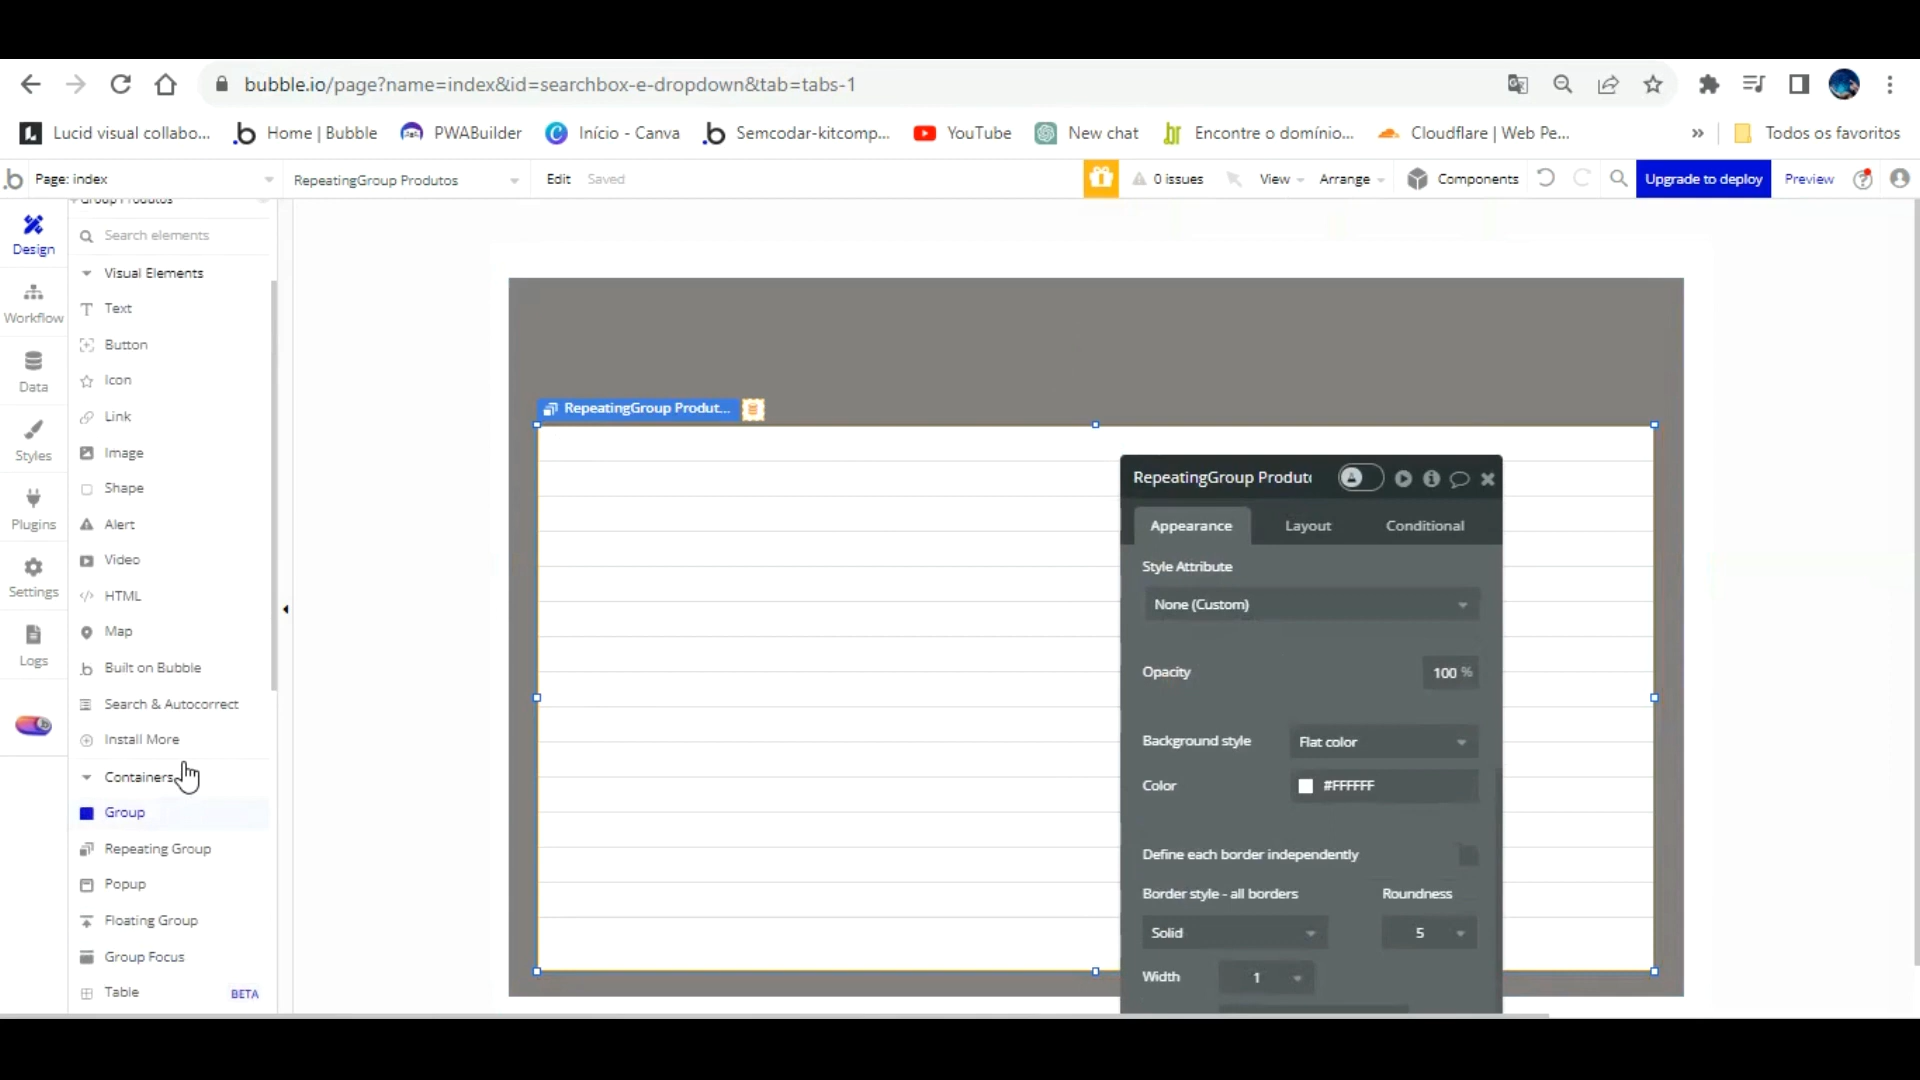 bubble.io/page?name=index&id=searchbox-e-dropdown&tab=tabs-1
Lucid visual collabo...
Home | Bubble
PWABuilder
Início - Canva
Semcodar-kitcomp...
YouTube
New chat
Encontre o domínio...
Cloudflare | Web Pe...
Todos os favoritos
Page: index
RepeatingGroup Produtos
Edit
Saved
0 issues
View
Arrange
Components
Upgrade to deploy
Preview
Group Produtos
Design
Search elements
Visual Elements
Text
Workflow
Button
Icon
Data
Link
Styles
Image
Shape
Plugins
Alert
Video
Settings
HTML
Map
Logs
Built on Bubble
Search & Autocorrect
Install More
Containers
Group
Repeating Group
Popup
Floating Group
Group Focus
Table
BETA
RepeatingGroup Produt...
RepeatingGroup Produto
Appearance
Layout
Conditional
Style Attribute
None (Custom)
Opacity
100 %
Background style
Flat color
Color
#FFFFFF
Define each border independently
Border style - all borders
Roundness
Solid
5
Width
1